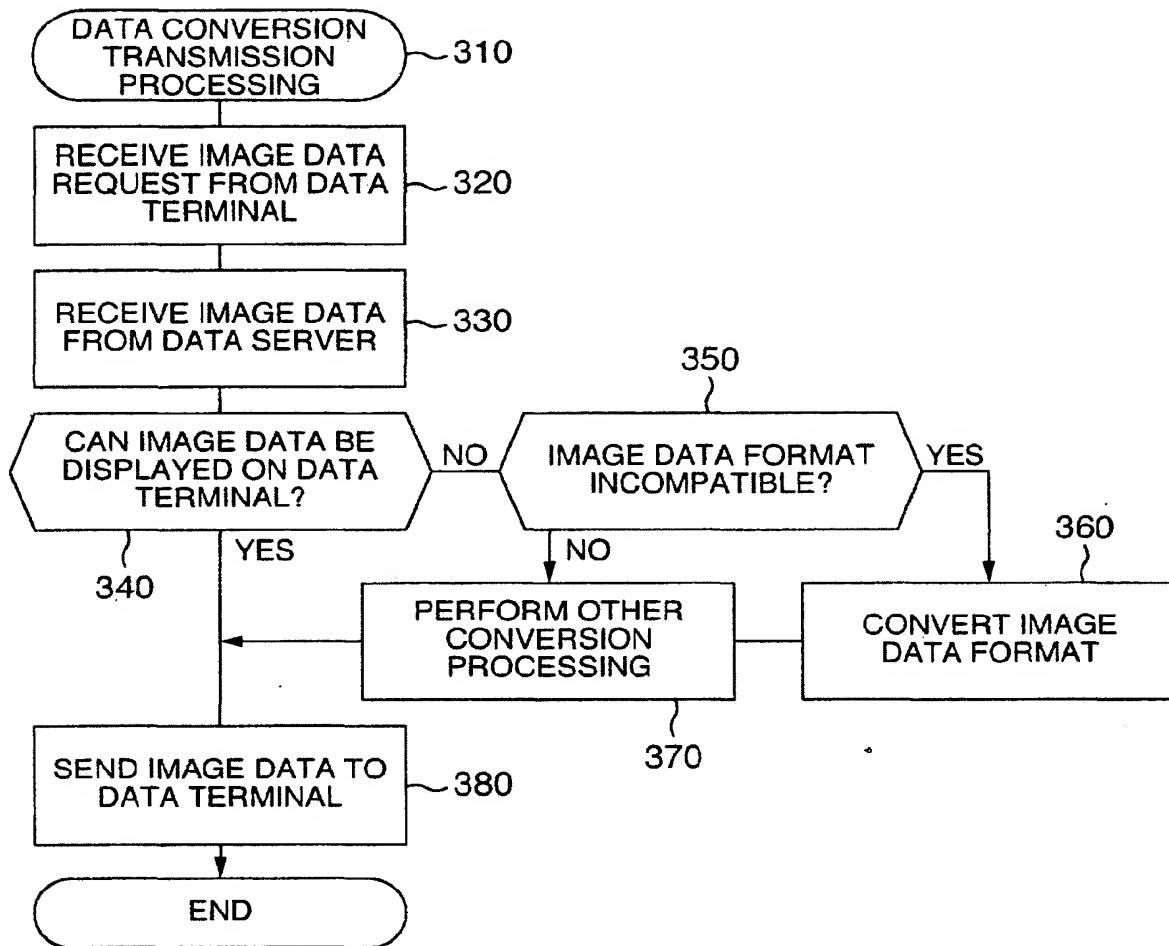 DATA CONVERSION
TRANSMISSION
PROCESSING
310
RECEIVE IMAGE DATA
REQUEST FROM DATA
TERMINAL
320
RECEIVE IMAGE DATA
FROM DATA SERVER
330
CAN IMAGE DATA BE
DISPLAYED ON DATA
TERMINAL?
340
NO
YES
350
IMAGE DATA FORMAT
INCOMPATIBLE?
YES
NO
360
CONVERT IMAGE
DATA FORMAT
PERFORM OTHER
CONVERSION
PROCESSING
370
SEND IMAGE DATA TO
DATA TERMINAL
380
END